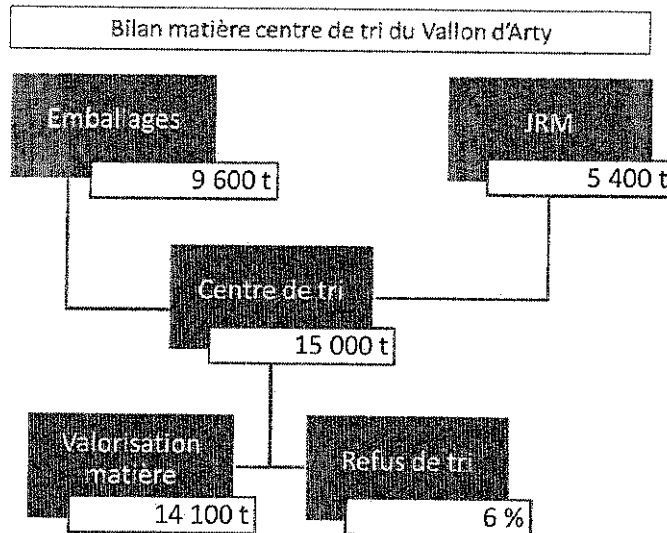 Bilan matière centre de tri du Vallon d'Arty
Emballages
9 600 t
JRM
5 400 t
Centre de tri
15 000 t
Valorisation
matière
14 100 t
Refus de tri
6 %